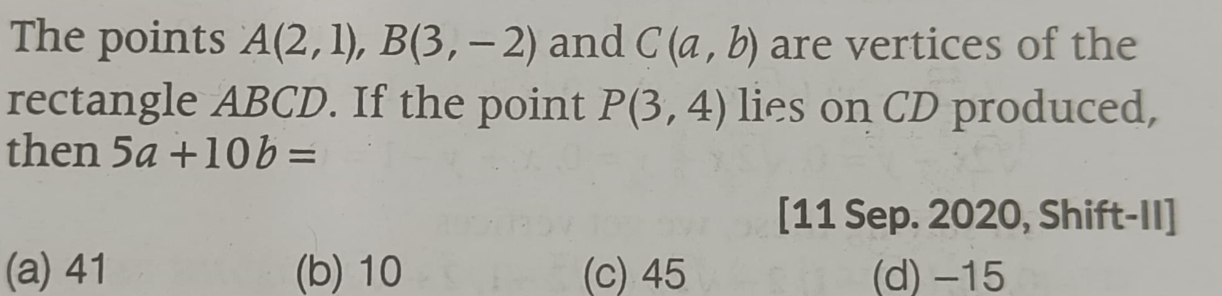 The points A(2,1), B(3, – 2) and C(a, b) are vertices of the
rectangle ABCD. If the point P(3, 4) lies on CD produced,
then 5a + 10b =
[11 Sep. 2020, Shift-II]
(a) 41 (b) 10 (c) 45 (d) –15